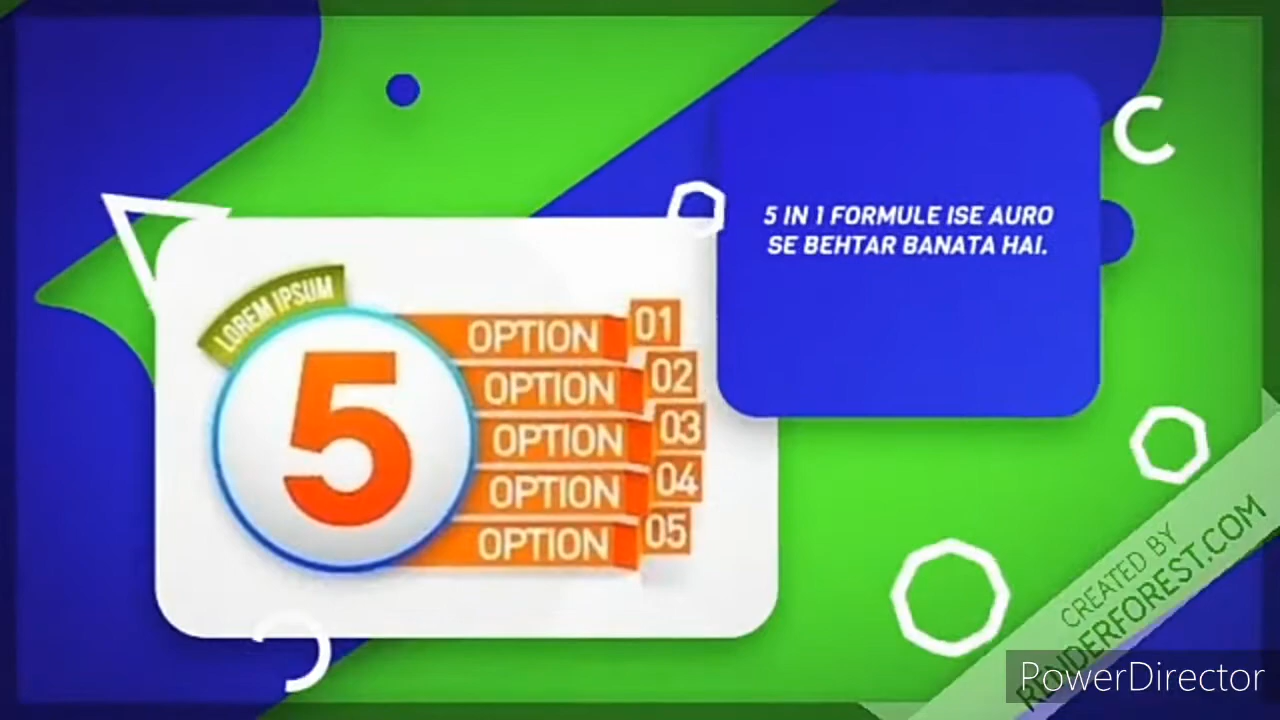 5 IN 1 FORMULE ISE AURO
SE BEHTAR BANATA HAI.
LOREM IPSUM
5
OPTION 01
OPTION 02
OPTION 03
OPTION 04
OPTION 05
CREATED BY
RENDERFOREST.COM
PowerDirector